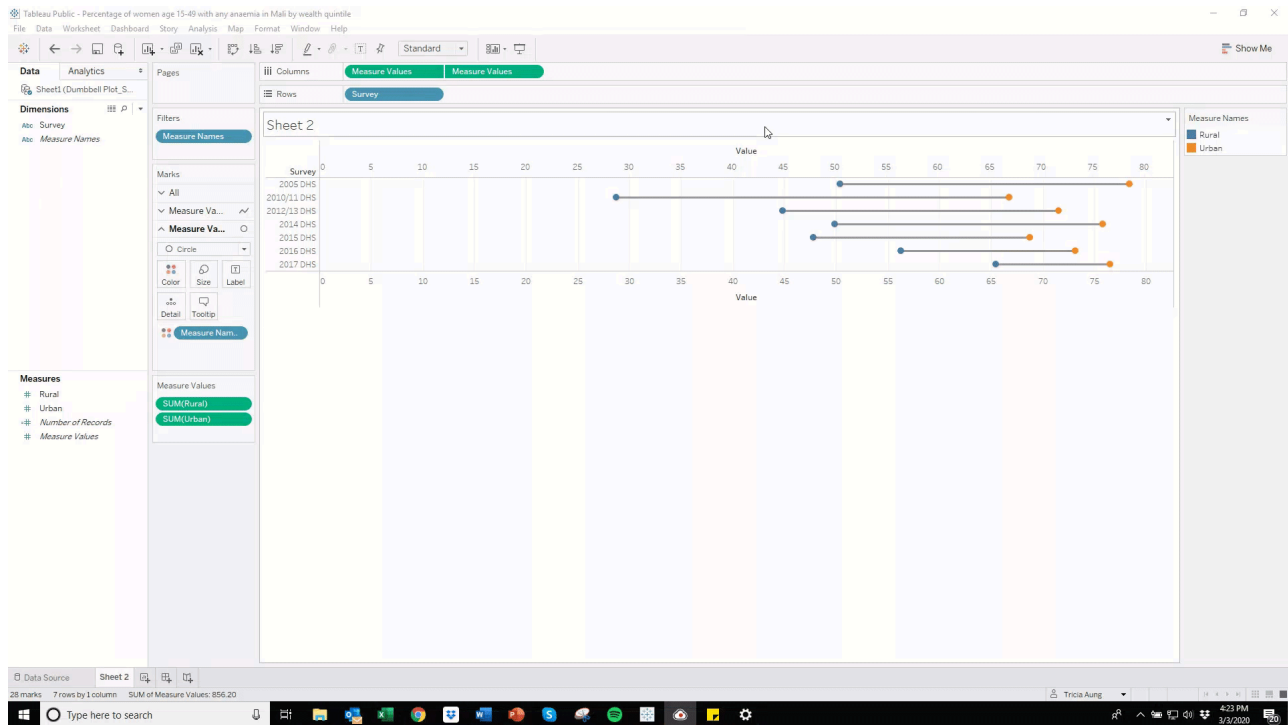 Tableau Public - Percentage of women age 15-49 with any anaemia in Mali by wealth quintile
File Data Worksheet Dashboard Story Analysis Map Format Window Help
Standard
Show Me
Data Analytics
Pages
Columns
Measure Values Measure Values
Sheet1 (Dumbbell Plot_S...
Rows
Survey
Dimensions
Abc Survey
Abc Measure Names
Filters
Measure Names
Sheet 2
Measure Names
Rural
Urban
Marks
All
Measure Va...
Measure Va...
Circle
Color Size Label
Detail Tooltip
Measure Nam..
Value
Survey
0 5 10 15 20 25 30 35 40 45 50 55 60 65 70 75 80
2005 DHS
2010/11 DHS
2012/13 DHS
2014 DHS
2015 DHS
2016 DHS
2017 DHS
0 5 10 15 20 25 30 35 40 45 50 55 60 65 70 75 80
Value
Measures
Rural
Urban
Number of Records
Measure Values
Measure Values
SUM(Rural)
SUM(Urban)
Data Source Sheet 2
28 marks 7 rows by 1 column SUM of Measure Values: 856.20
Tricia Aung
Type here to search
4:23 PM
3/3/2020